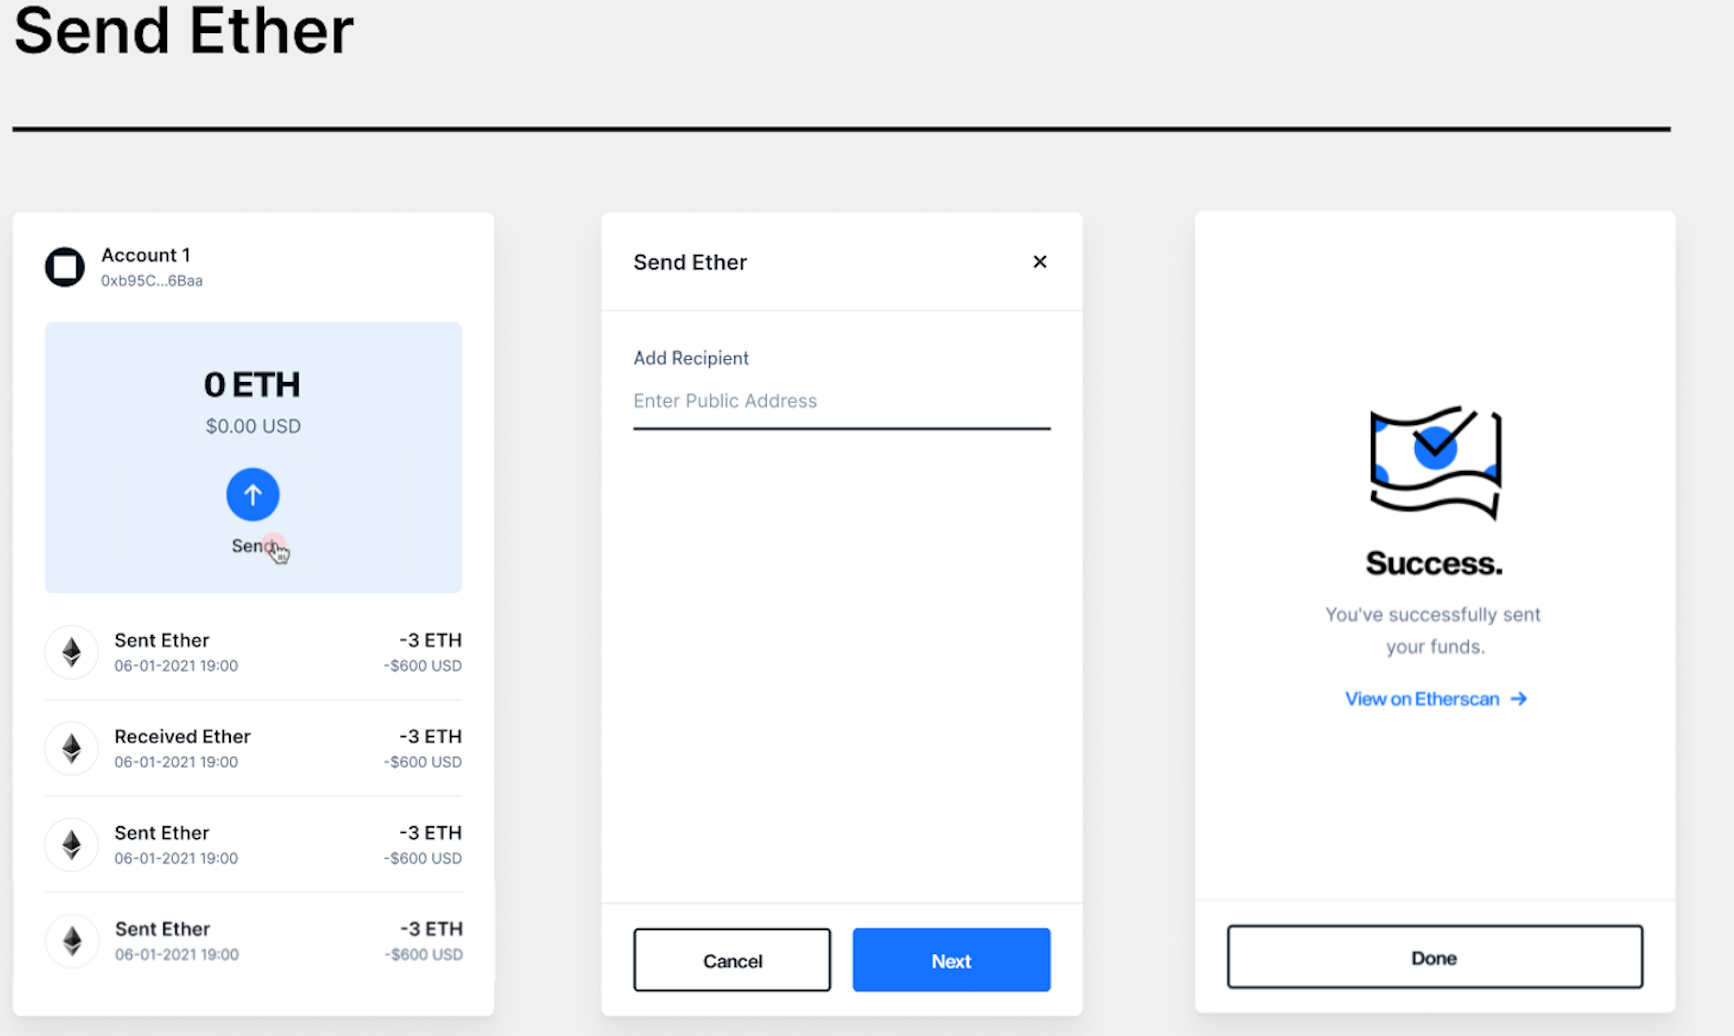 Send Ether
Account 1
0xb95C...6Baa
0 ETH
$0.00 USD
Send
Sent Ether
-3 ETH
06-01-2021 19:00
-$600 USD
Received Ether
-3 ETH
06-01-2021 19:00
-$600 USD
Sent Ether
-3 ETH
06-01-2021 19:00
-$600 USD
Sent Ether
-3 ETH
06-01-2021 19:00
-$600 USD
Send Ether
Add Recipient
Enter Public Address
Cancel
Next
Success.
You've successfully sent
your funds.
View on Etherscan →
Done